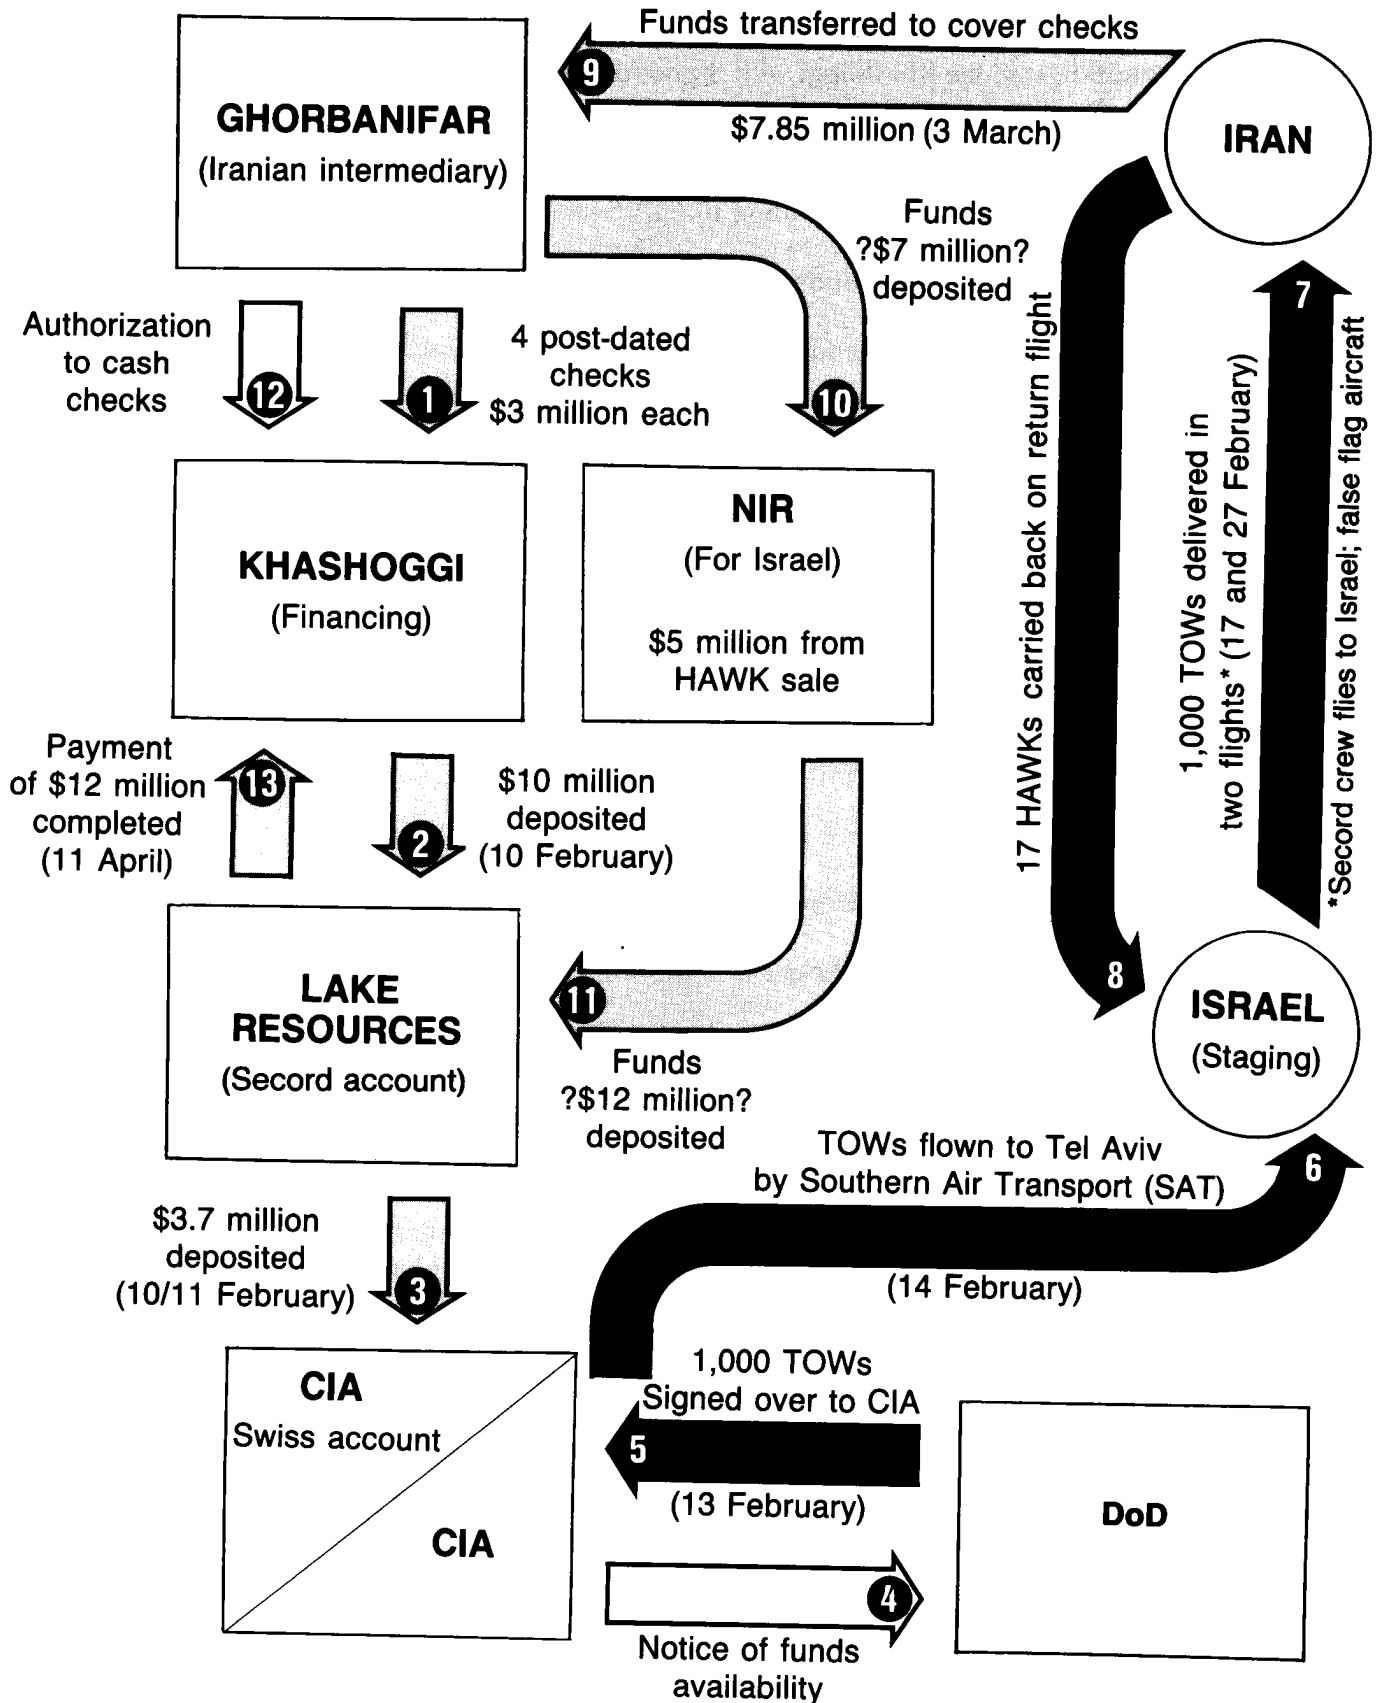 Funds transferred to cover checks
9
$7.85 million (3 March)
GHORBANIFAR
(Iranian intermediary)
IRAN
Funds
?$7 million?
deposited
10
Authorization
to cash
checks
12
1
4 post-dated
checks
$3 million each
17 HAWKs carried back on return flight
8
1,000 TOWs delivered in
two flights* (17 and 27 February)
7
*Secord crew flies to Israel; false flag aircraft
KHASHOGGI
(Financing)
NIR
(For Israel)
$5 million from
HAWK sale
Payment
of $12 million
completed
(11 April)
13
2
$10 million
deposited
(10 February)
LAKE
RESOURCES
(Secord account)
11
Funds
?$12 million?
deposited
ISRAEL
(Staging)
TOWs flown to Tel Aviv
by Southern Air Transport (SAT)
6
(14 February)
$3.7 million
deposited
(10/11 February)
3
CIA
Swiss account
CIA
1,000 TOWs
Signed over to CIA
5
(13 February)
DoD
4
Notice of funds
availability